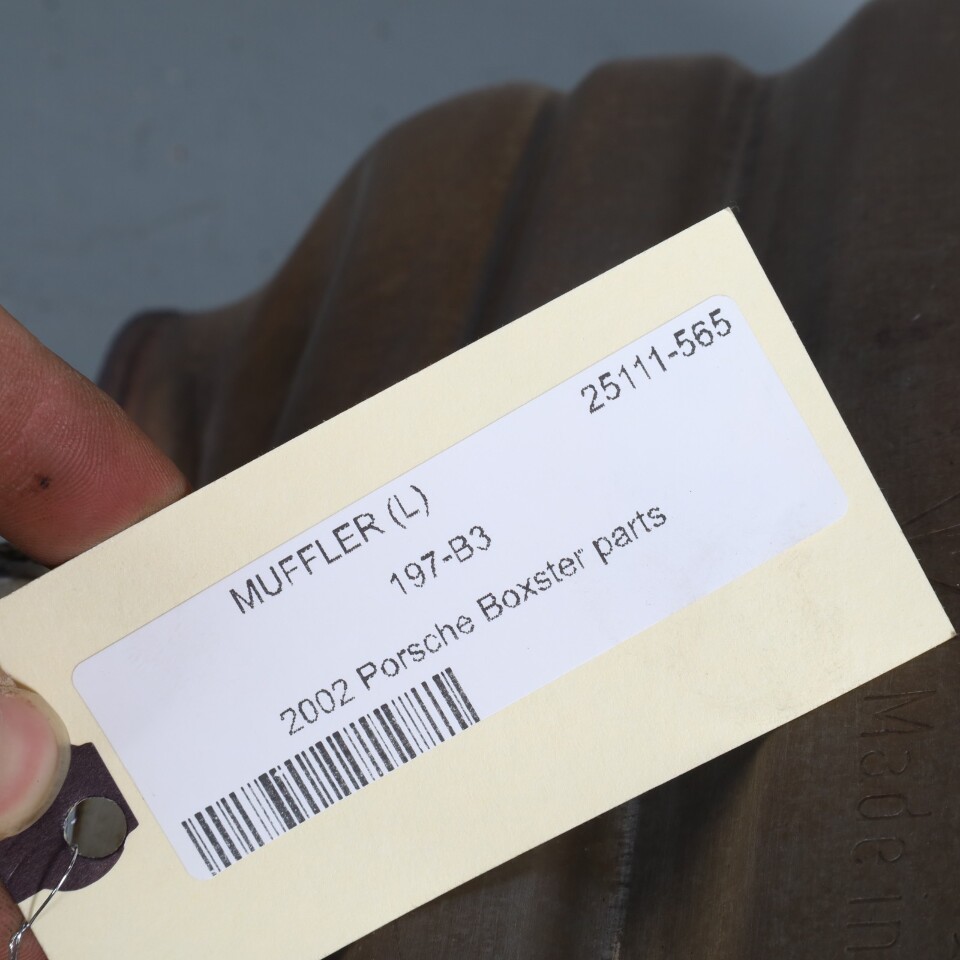 25111-565
MUFFLER (L)
197-B3
2002 Porsche Boxster parts
Made in